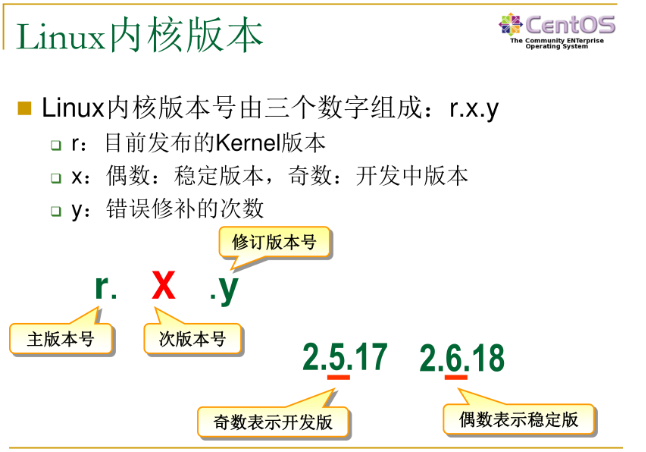 Linux内核版本
CentOS
The Community ENTerprise
Operating System
Linux内核版本号由三个数字组成：r.x.y
r：目前发布的Kernel版本
x：偶数：稳定版本，奇数：开发中版本
y：错误修补的次数
修订版本号
r. X .y
主版本号 次版本号
2.5.17 2.6.18
奇数表示开发版 偶数表示稳定版